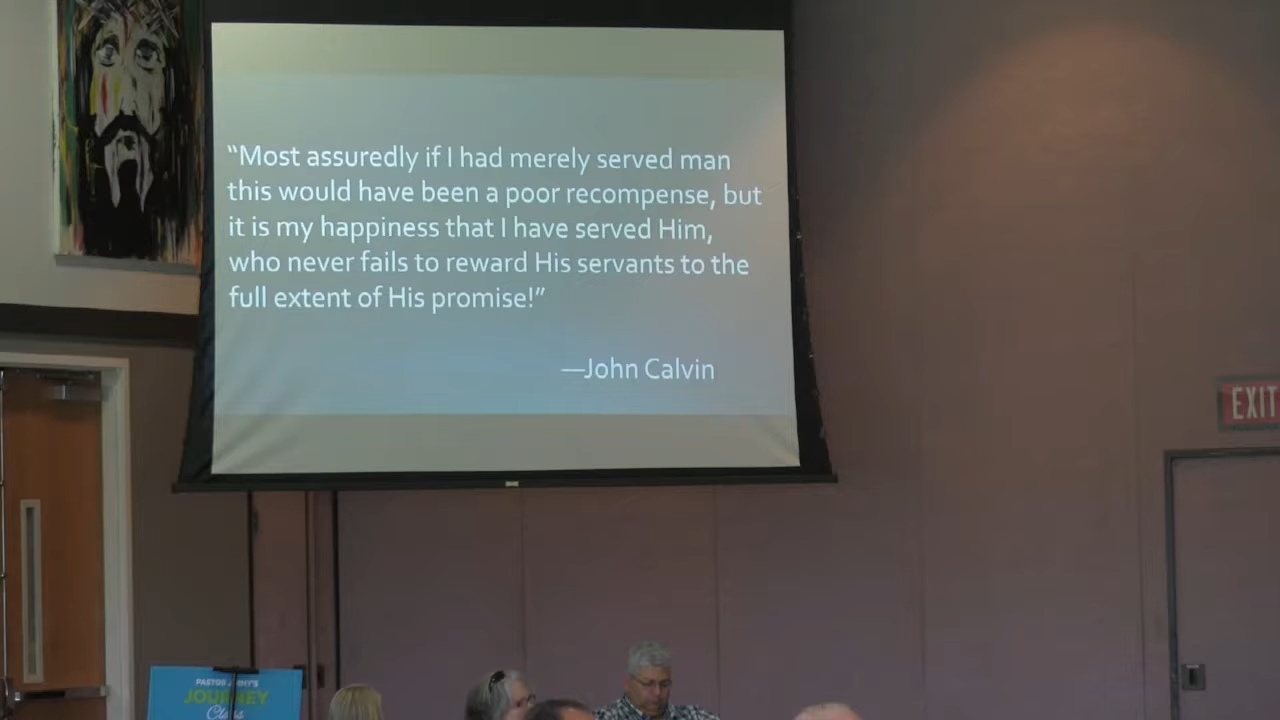 “Most assuredly if I had merely served man
this would have been a poor recompense, but
it is my happiness that I have served Him,
who never fails to reward His servants to the
full extent of His promise!”
—John Calvin
EXIT
PASTOR
JOURNEY
Class